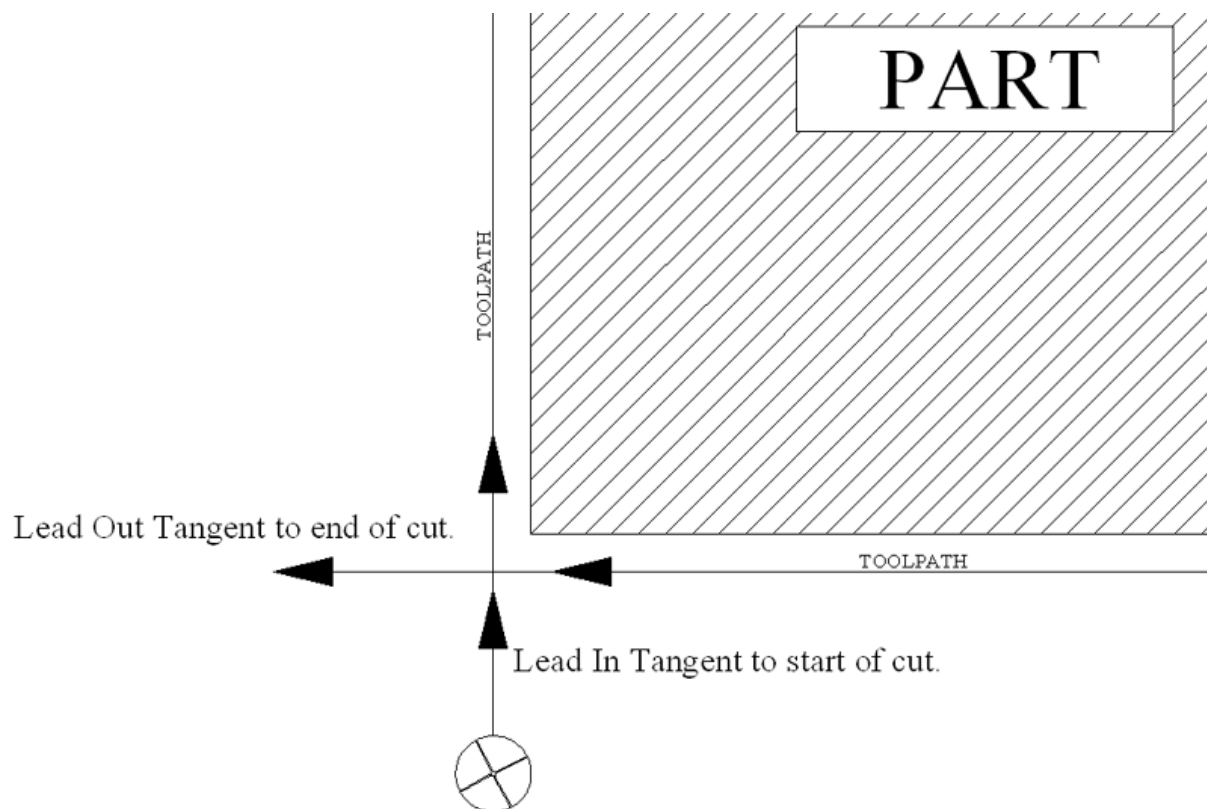 PART
TOOLPATH
Lead Out Tangent to end of cut.
TOOLPATH
Lead In Tangent to start of cut.